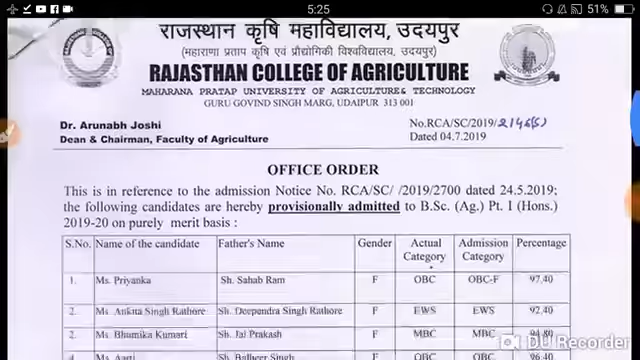 5:25
51%
राजस्थान कृषि महाविद्यालय, उदयपुर
(महाराणा प्रताप कृषि एवं प्रौद्योगिकी विश्वविद्यालय, उदयपुर)
RAJASTHAN COLLEGE OF AGRICULTURE
MAHARANA PRATAP UNIVERSITY OF AGRICULTURE& TECHNOLOGY
GURU GOVIND SINGH MARG, UDAIPUR 313 001
Dr. Arunabh Joshi
No.RCA/SC/2019/
Dean & Chairman, Faculty of Agriculture
Dated 04.7.2019
OFFICE ORDER
This is in reference to the admission Notice No. RCA/SC/ /2019/2700 dated 24.5.2019;
the following candidates are hereby provisionally admitted to B.Sc. (Ag.) Pt. I (Hons.)
2019-20 on purely merit basis :
S.No. Name of the candidate Father's Name Gender Actual Category Admission Category Percentage
1. Ms. Priyanka Sh. Sahab Ram F OBC OBC-F 97.40
2. Ms. Ankita Singh Rathore Sh. Deependra Singh Rathore F EWS EWS 92.40
Ms. Bhumika Kumari Sh. Jai Prakash F MBC MBC 94.80
4. Ms. Aarti Sh. Balbeer Singh F OBC OBC 96.40
DU Recorder